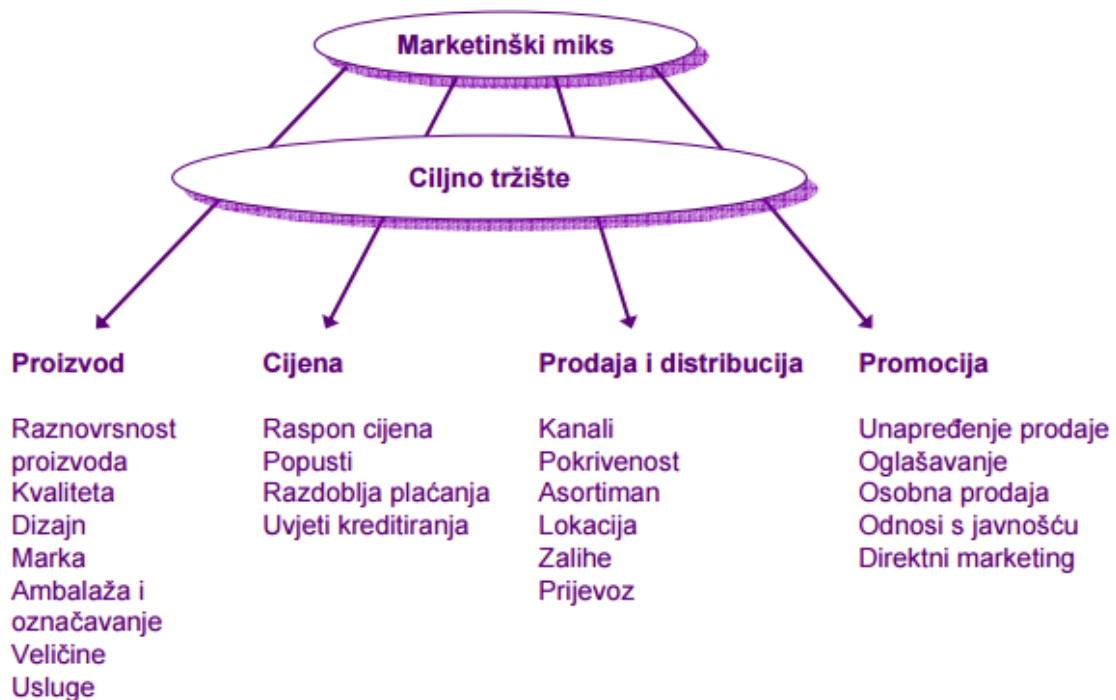 Marketinški miks
Ciljno tržište
Proizvod
Raznovrsnost
proizvoda
Kvaliteta
Dizajn
Marka
Ambalaža i
označavanje
Veličine
Usluge
Cijena
Raspon cijena
Popusti
Razdoblja plaćanja
Uvjeti kreditiranja
Prodaja i distribucija
Kanali
Pokrivenost
Asortiman
Lokacija
Zalihe
Prijevoz
Promocija
Unapređenje prodaje
Oglašavanje
Osobna prodaja
Odnosi s javnošću
Direktni marketing